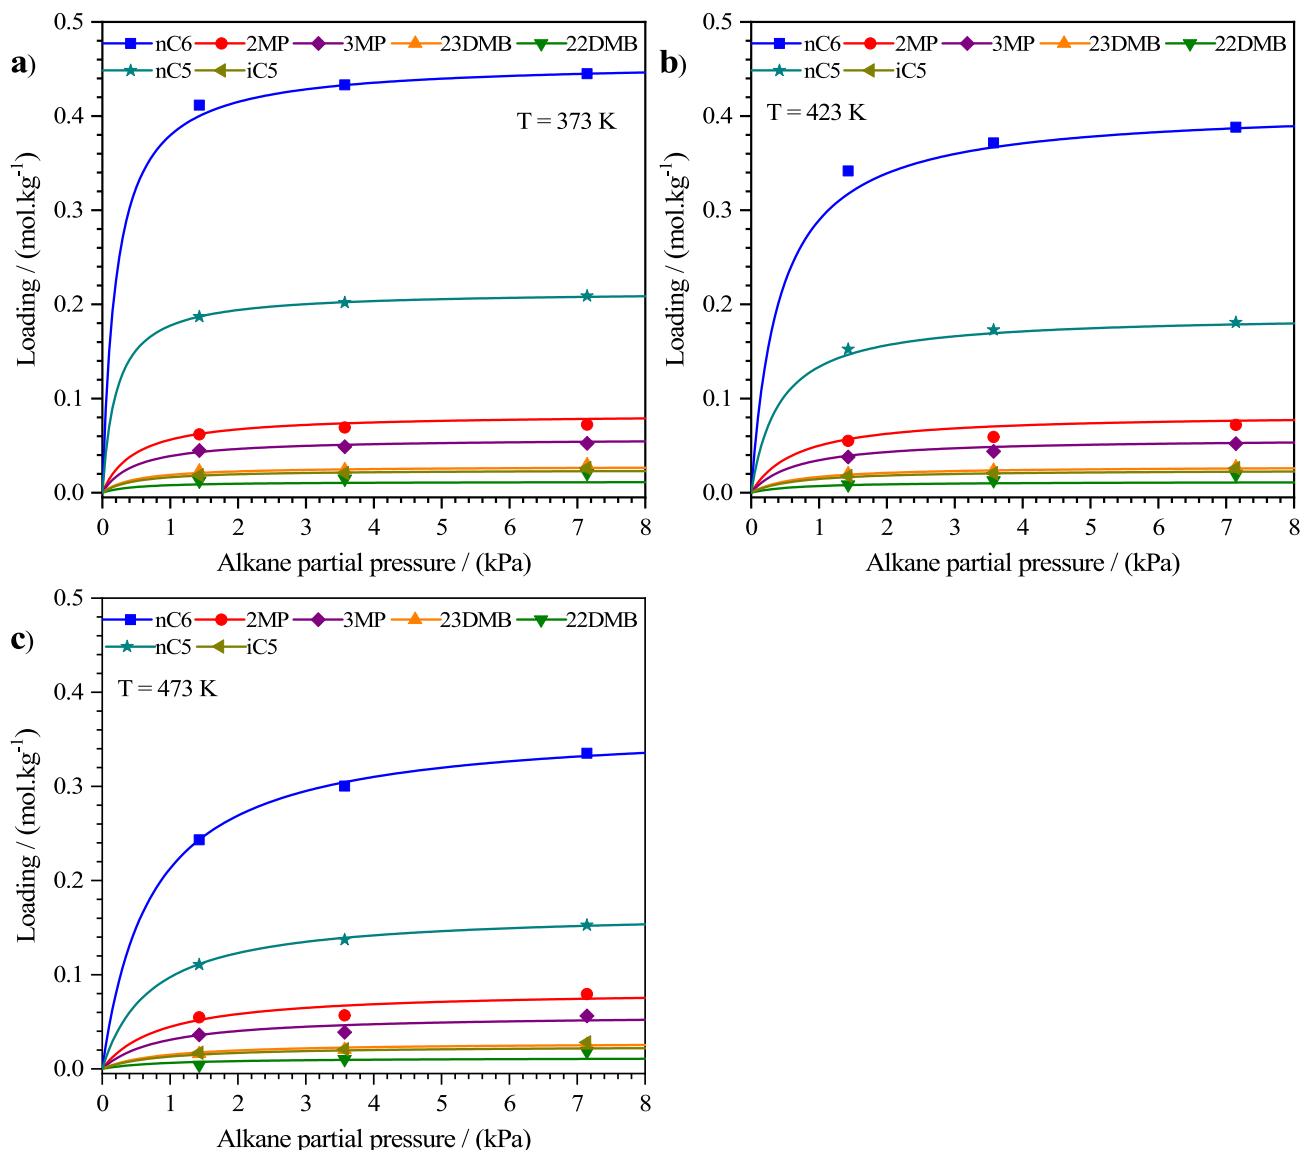 a)
nC6 2MP 3MP 23DMB 22DMB
nC5 iC5
T = 373 K
0.5
0.4
0.3
0.2
0.1
0.0
Loading / (mol.kg-1)
0 1 2 3 4 5 6 7 8
Alkane partial pressure / (kPa)
b)
nC6 2MP 3MP 23DMB 22DMB
nC5 iC5
T = 423 K
0.5
0.4
0.3
0.2
0.1
0.0
Loading / (mol.kg-1)
0 1 2 3 4 5 6 7 8
Alkane partial pressure / (kPa)
c)
nC6 2MP 3MP 23DMB 22DMB
nC5 iC5
T = 473 K
0.5
0.4
0.3
0.2
0.1
0.0
Loading / (mol.kg-1)
0 1 2 3 4 5 6 7 8
Alkane partial pressure / (kPa)